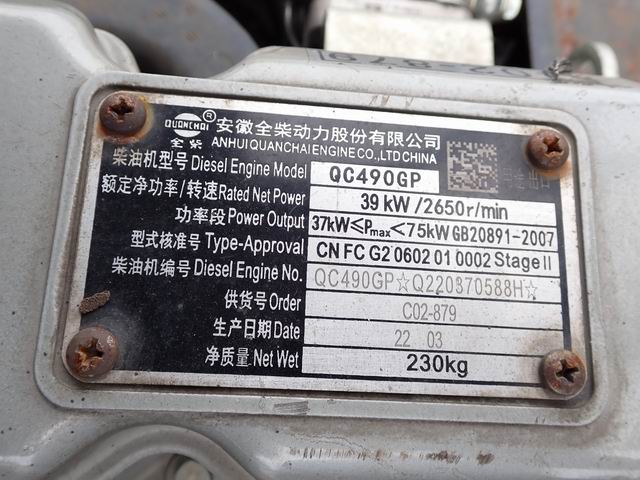 QUANCHAI ® 安徽全柴动力股份有限公司
全柴 ANHUI QUANCHAI ENGINE CO.,LTD CHINA
柴油机型号 Diesel Engine Model QC490GP
额定净功率/转速 Rated Net Power 39 kW /2650r/min
功率段 Power Output 37kW≤Pmax<75kW GB20891-2007
型式核准号 Type-Approval CN FC G2 0602 01 0002 Stage II
柴油机编号 Diesel Engine No. QC490GP☆Q220370588H☆
供货号 Order C02-879
生产日期 Date 22 03
净质量 Net Wet 230kg